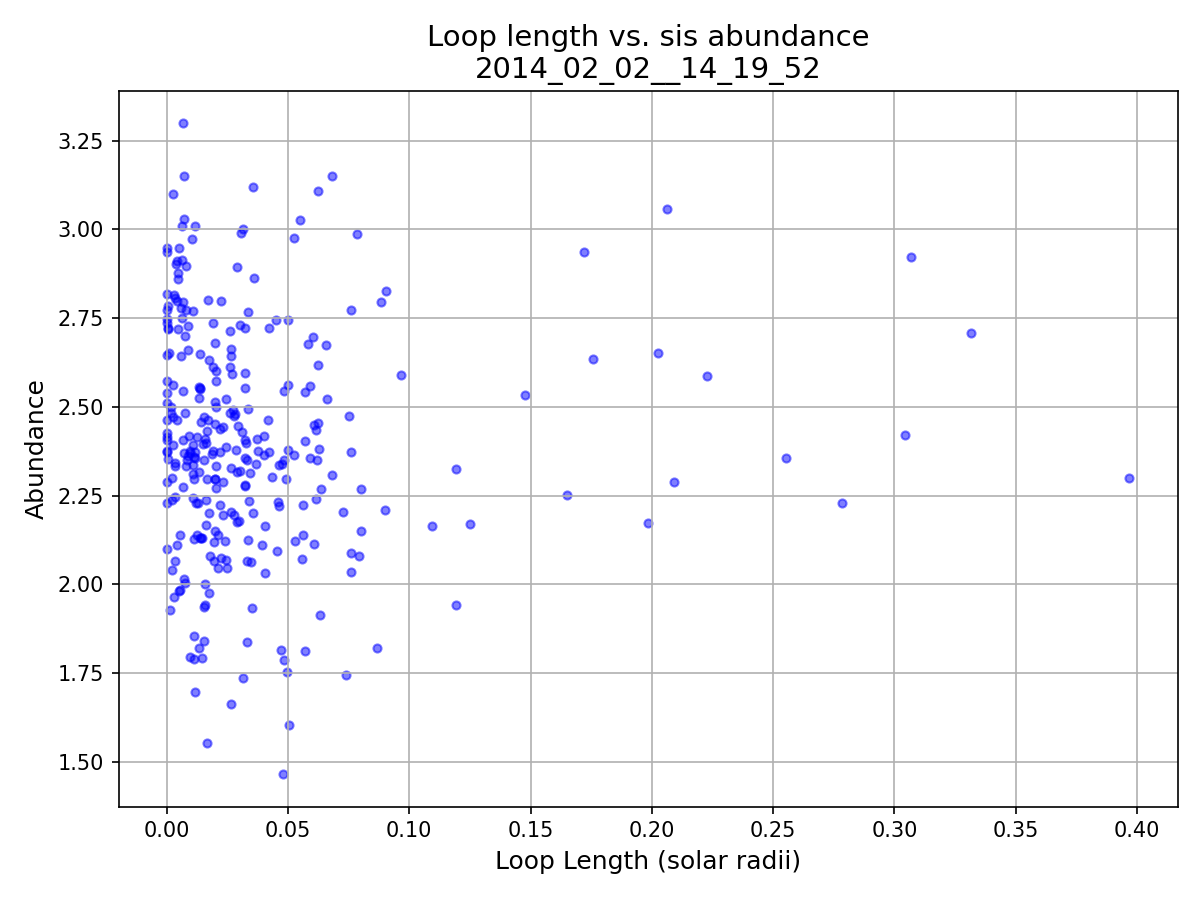 Loop length vs. sis abundance
2014_02_02__14_19_52
Abundance
3.25
3.00
2.75
2.50
2.25
2.00
1.75
1.50
0.00 0.05 0.10 0.15 0.20 0.25 0.30 0.35 0.40
Loop Length (solar radii)